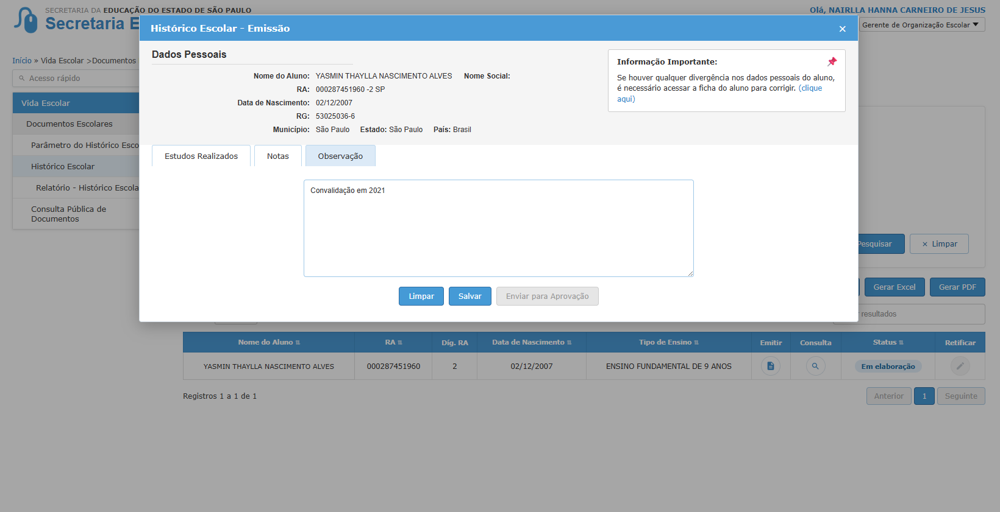 SECRETARIA DA EDUCAÇÃO DO ESTADO DE SÃO PAULO
Secretaria E
Olá, NAIRLLA HANNA CARNEIRO DE JESUS
Gerente de Organização Escolar
Histórico Escolar - Emissão
×
Início » Vida Escolar >Documentos
Acesso rápido
Vida Escolar
Documentos Escolares
Parâmetro do Histórico Esco
Histórico Escolar
Relatório - Histórico Escola
Consulta Pública de
Documentos
Dados Pessoais
Nome do Aluno: YASMIN THAYLLA NASCIMENTO ALVES Nome Social:
RA: 000287451960 -2 SP
Data de Nascimento: 02/12/2007
RG: 53025036-6
Município: São Paulo Estado: São Paulo País: Brasil
Informação Importante:
Se houver qualquer divergência nos dados pessoais do aluno,
é necessário acessar a ficha do aluno para corrigir. (clique
aqui)
Estudos Realizados
Notas
Observação
Convalidação em 2021
Limpar
Salvar
Enviar para Aprovação
Pesquisar
× Limpar
Gerar Excel
Gerar PDF
resultados
Nome do Aluno RA Díg. RA Data de Nascimento Tipo de Ensino Emitir Consulta Status Retificar
YASMIN THAYLLA NASCIMENTO ALVES 000287451960 2 02/12/2007 ENSINO FUNDAMENTAL DE 9 ANOS Em elaboração
Registros 1 a 1 de 1
Anterior 1 Seguinte